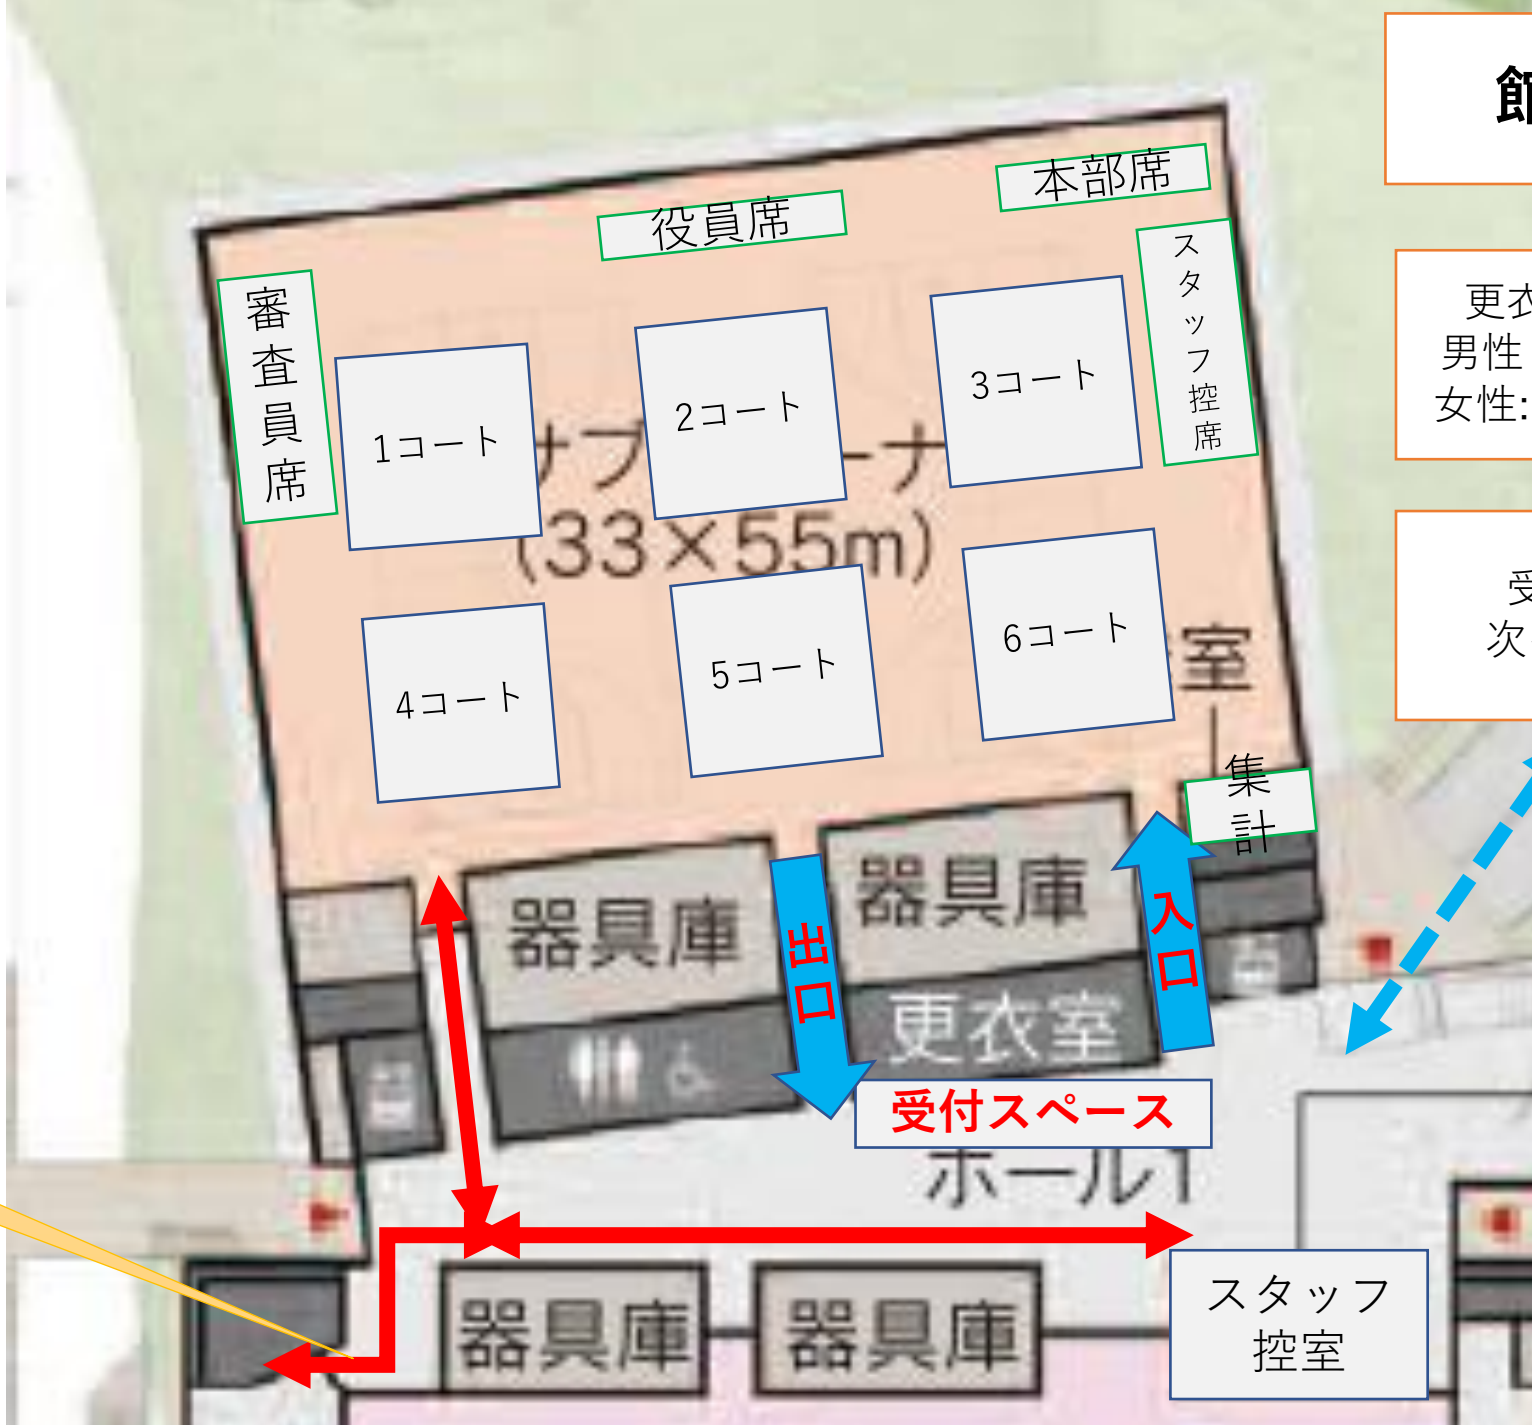 館
本部席
役員席
スタッフ控席
審査員席
更衣
男性
女性:
3コート
2コート
1コート
サブ
ーナ
(33×55m)
受
次
6コート
室
5コート
4コート
集計
器具庫
器具庫
入口
出口
更衣室
受付スペース
ホール1
スタッフ
控室
器具庫
器具庫